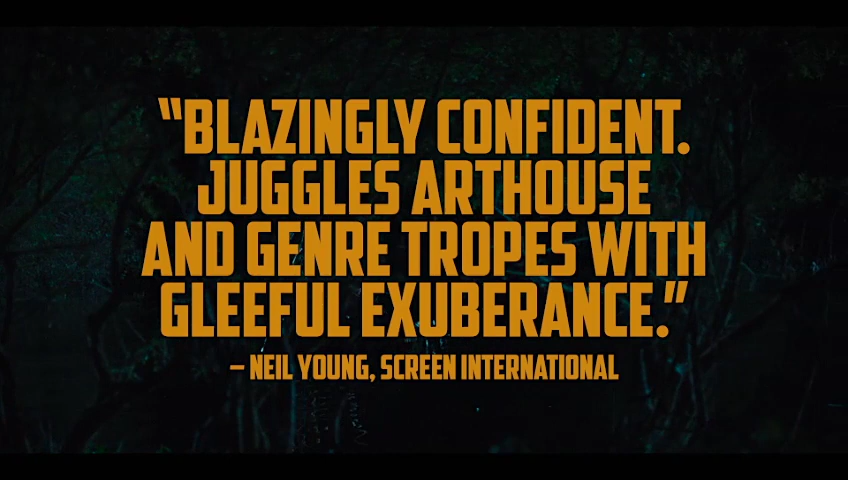 “BLAZINGLY CONFIDENT.
JUGGLES ARTHOUSE
AND GENRE TROPES WITH
GLEEFUL EXUBERANCE.”
– NEIL YOUNG, SCREEN INTERNATIONAL